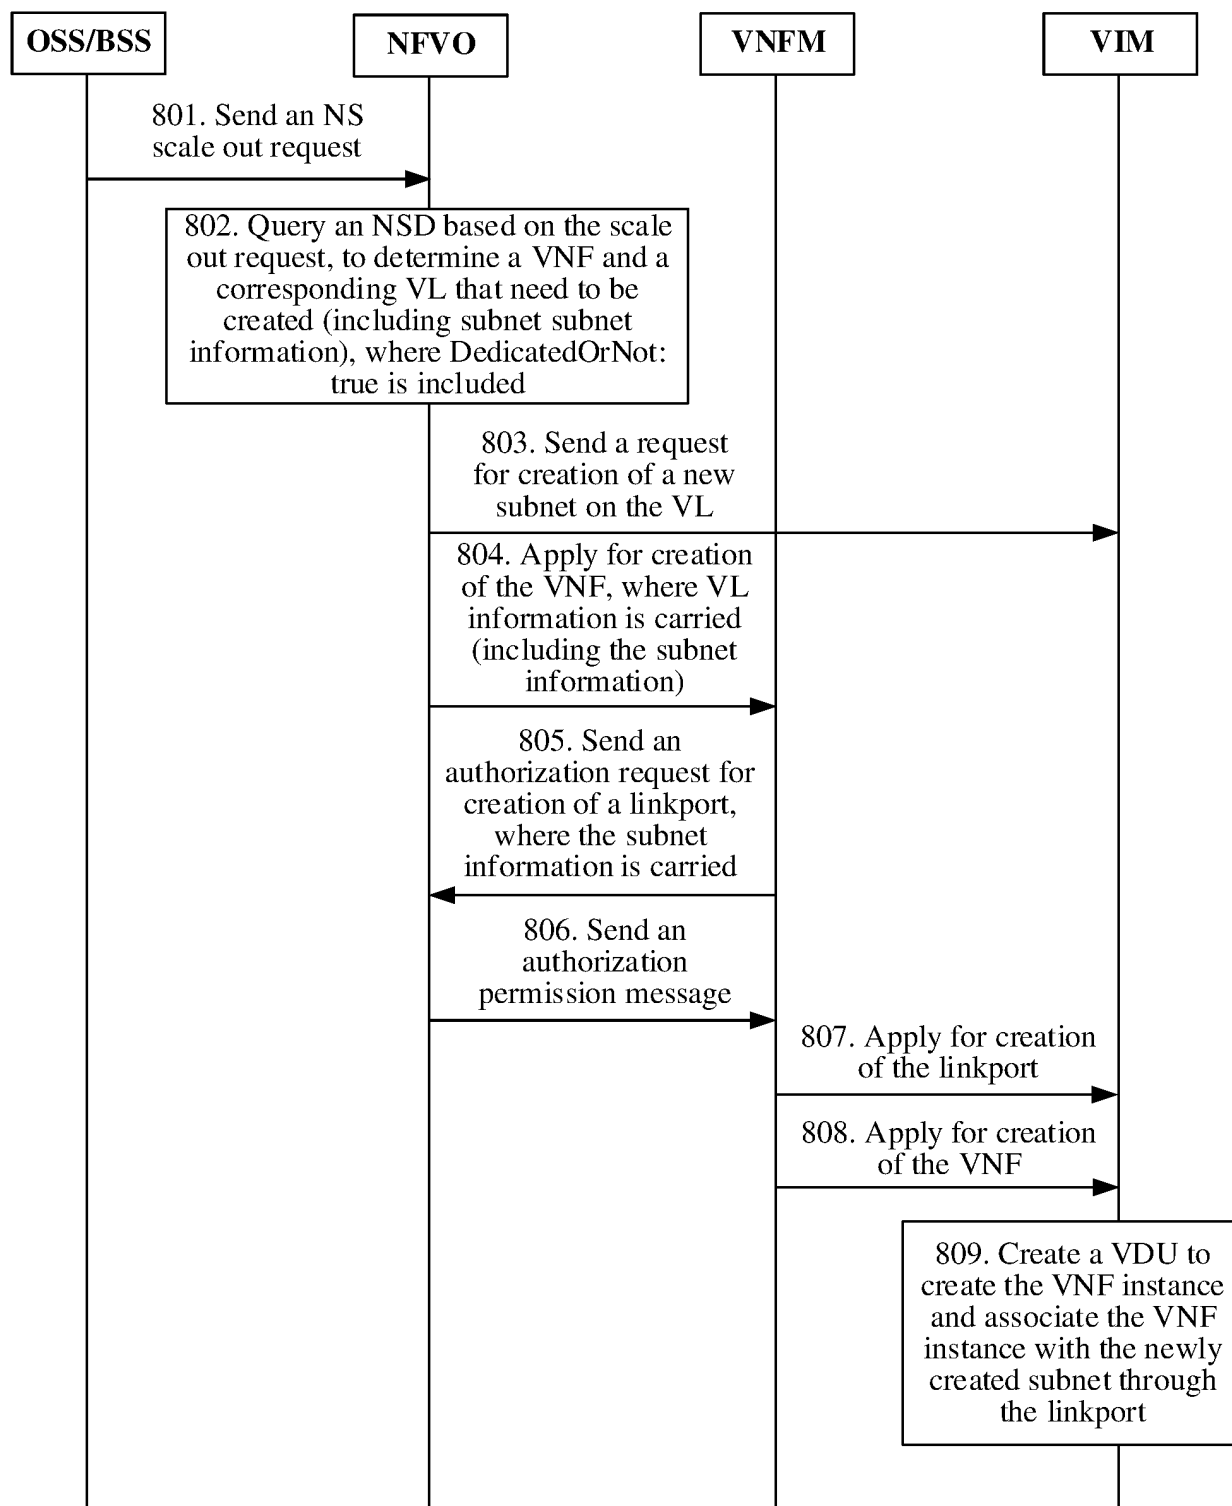 OSS/BSS
NFVO
VNFM
VIM
801. Send an NS
scale out request
802. Query an NSD based on the scale
out request, to determine a VNF and a
corresponding VL that need to be
created (including subnet subnet
information), where DedicatedOrNot:
true is included
803. Send a request
for creation of a new
subnet on the VL
804. Apply for creation
of the VNF, where VL
information is carried
(including the subnet
information)
805. Send an
authorization request for
creation of a linkport,
where the subnet
information is carried
806. Send an
authorization
permission message
807. Apply for creation
of the linkport
808. Apply for creation
of the VNF
809. Create a VDU to
create the VNF instance
and associate the VNF
instance with the newly
created subnet through
the linkport